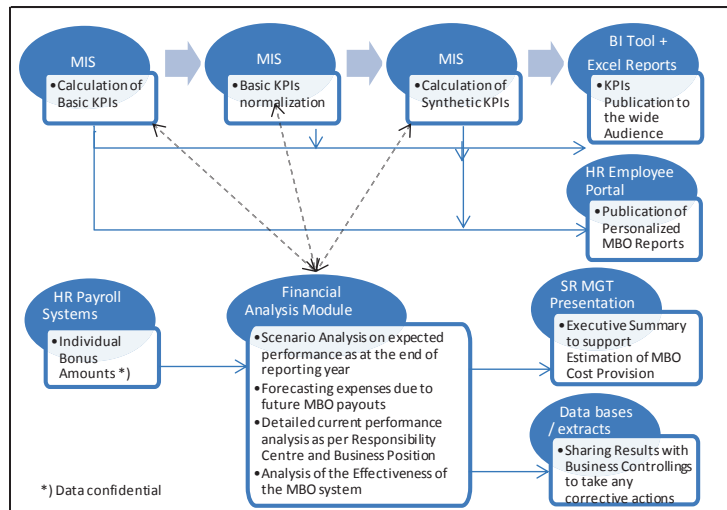 MIS
• Calculation of
Basic KPIs
MIS
• Basic KPIs
normalization
MIS
• Calculation of
Synthetic KPIs
BI Tool +
Excel Reports
• KPIs
Publication to
the wide
Audience
HR Employee
Portal
• Publication of
Personalized
MBO Reports
HR Payroll
Systems
• Individual
Bonus
Amounts *)
Financial
Analysis Module
• Scenario Analysis on expected
performance as at the end of
reporting year
• Forecasting expenses due to
future MBO payouts
• Detailed current performance
analysis as per Responsibility
Centre and Business Position
• Analysis of the Effectiveness of
the MBO system
SR MGT
Presentation
• Executive Summary
to support
Estimation of MBO
Cost Provision
Data bases
/ extracts
• Sharing Results with
Business Controllings
to take any
corrective actions
*) Data confidential